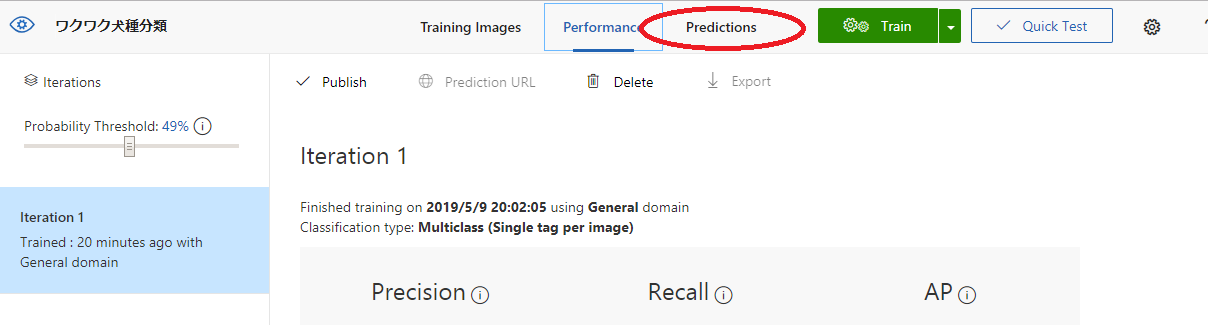 ワクワク犬種分類
Training Images
Performance
Predictions
Train
Quick Test
Iterations
Probability Threshold: 49%
Iteration 1
Trained : 20 minutes ago with
General domain
Publish
Prediction URL
Delete
Export
Iteration 1
Finished training on 2019/5/9 20:02:05 using General domain
Classification type: Multiclass (Single tag per image)
Precision
Recall
AP